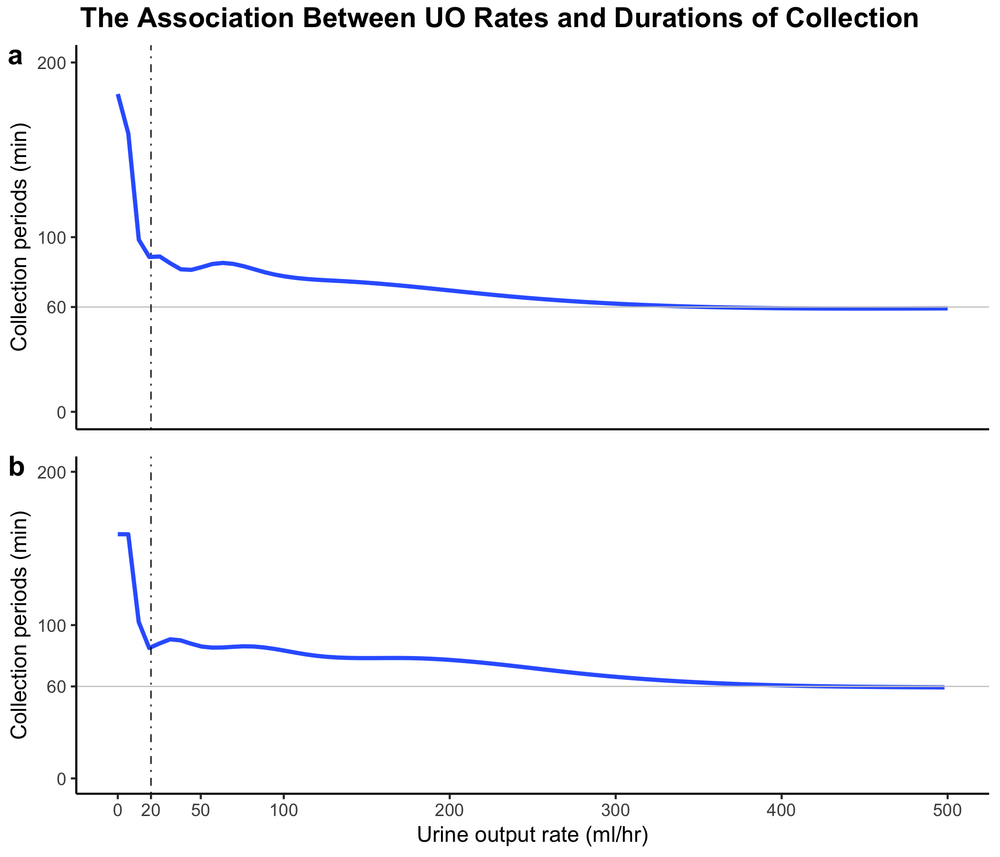 The Association Between UO Rates and Durations of Collection
a
200
100
60
0
Collection periods (min)
b
200
100
60
0
Collection periods (min)
0 20 50 100 200 300 400 500
Urine output rate (ml/hr)